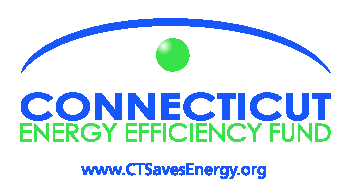 CONNECTICUT
ENERGY EFFICIENCY FUND
www.CTSavesEnergy.org